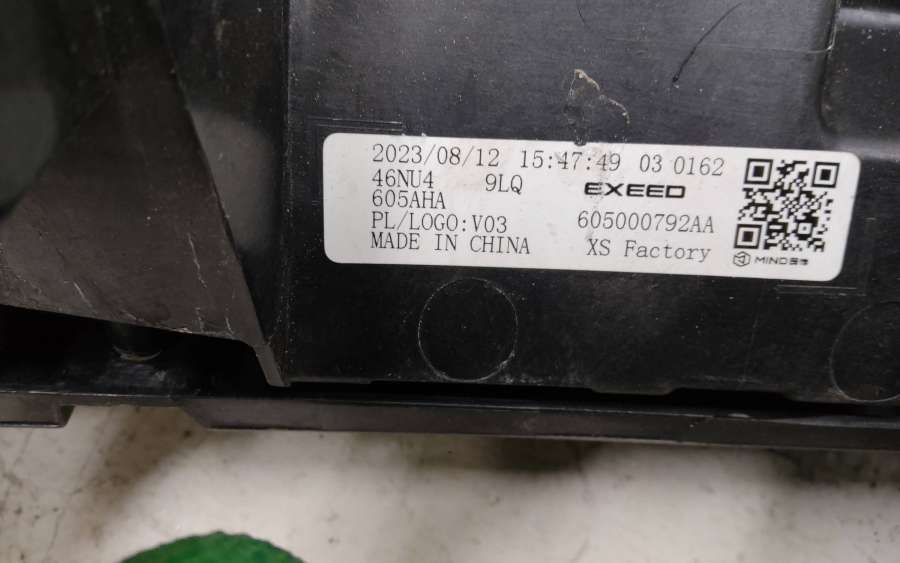 2023/08/12 15:47:49 03 0162
46NU4 9LQ EXEED
605AHA
PL/LOGO:V03 605000792AA
MADE IN CHINA XS Factory
MIND